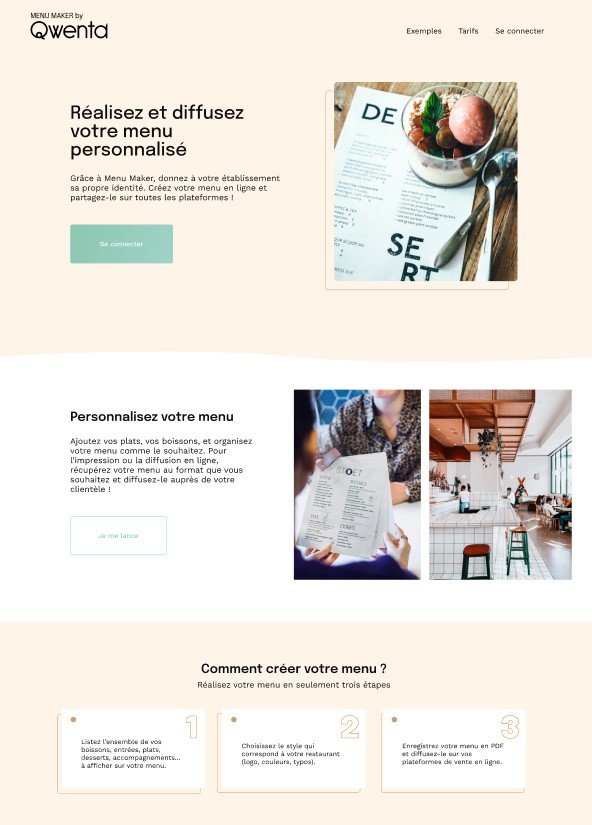 MENU MAKER by
Qwenta
Exemples Tarifs Se connecter
Réalisez et diffusez
votre menu
personnalisé
Grâce à Menu Maker, donnez à votre établissement
sa propre identité. Créez votre menu en ligne et
partagez-le sur toutes les plateformes !
Se connecter
DE
SE
RT
Personnalisez votre menu
Ajoutez vos plats, vos boissons, et organisez
votre menu comme le souhaitez. Pour
l'impression ou la diffusion en ligne,
récupérez votre menu au format que vous
souhaitez et diffusez-le auprès de votre
clientèle !
Je me lance
Comment créer votre menu ?
Réalisez votre menu en seulement trois étapes
1
Listez l'ensemble de vos
boissons, entrées, plats,
desserts, accompagnements...
à afficher sur votre menu.
2
Choisissez le style qui
correspond à votre restaurant
(logo, couleurs, typos).
3
Enregistrez votre menu en PDF
et diffusez-le sur vos
plateformes de vente en ligne.